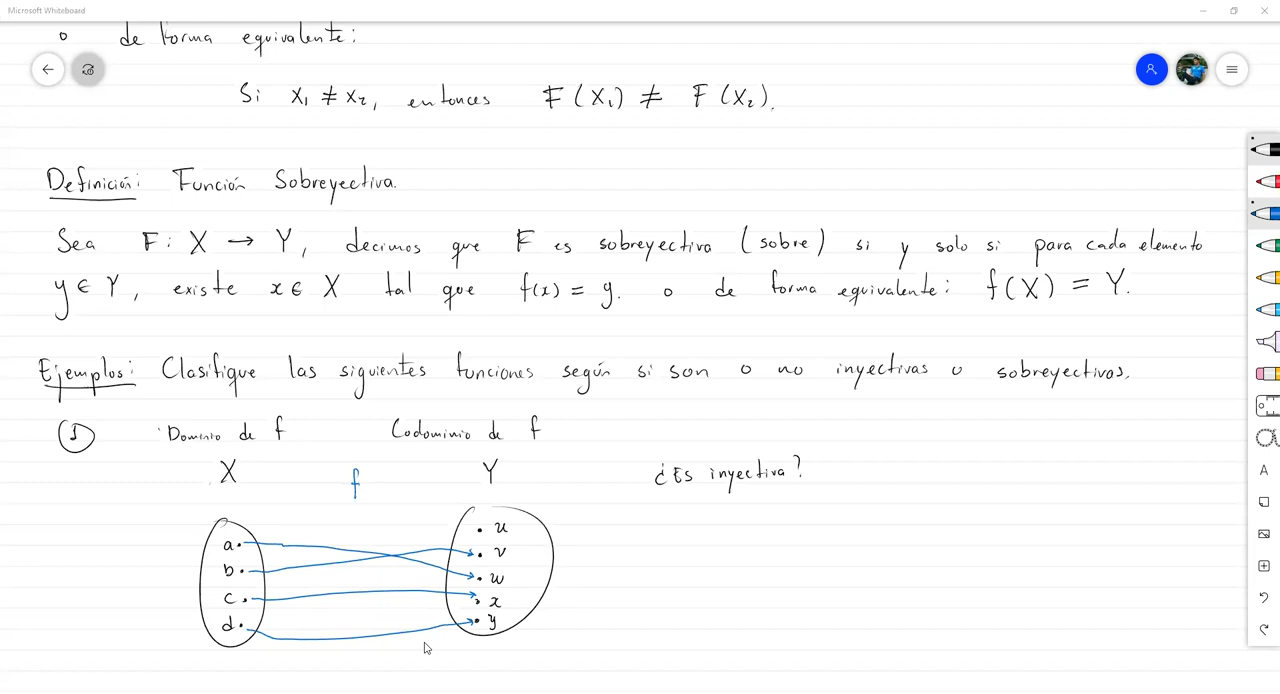 Microsoft Whiteboard
o de forma equivalente:
Si x₁ ≠ x₂, entonces F(x₁) ≠ F(x₂).
Definición: Función Sobreyectiva.
Sea F: X → Y, decimos que F es sobreyectiva (sobre) si y solo si para cada elemento
y ∈ Y, existe x ∈ X tal que f(x) = y. o de forma equivalente: f(X) = Y.
Ejemplos: Clasifique las siguientes funciones según si son o no inyectivas o sobreyectivas.
① Dominio de f Codominio de f
X f Y ¿Es inyectiva?
u
a v
b w
c x
d y
A